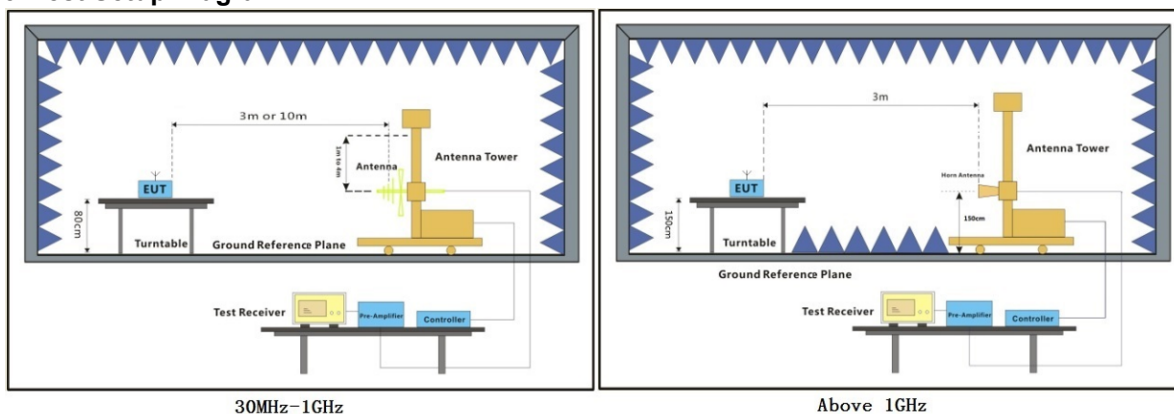 3m or 10m
1m to 4m
Antenna
Antenna Tower
EUT
80cm
Turntable
Ground Reference Plane
Test Receiver
Pre-Amplifier
Controller
30MHz-1GHz
3m
Antenna Tower
Horn Antenna
EUT
150cm
150cm
Turntable
Ground Reference Plane
Test Receiver
Pre-Amplifier
Controller
Above 1GHz